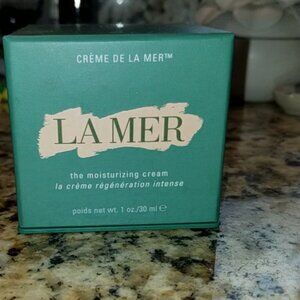 CRÈME DE LA MER™
LA MER
the moisturizing cream
la crème régénération intense
poids net wt. 1 oz./30 ml ℮